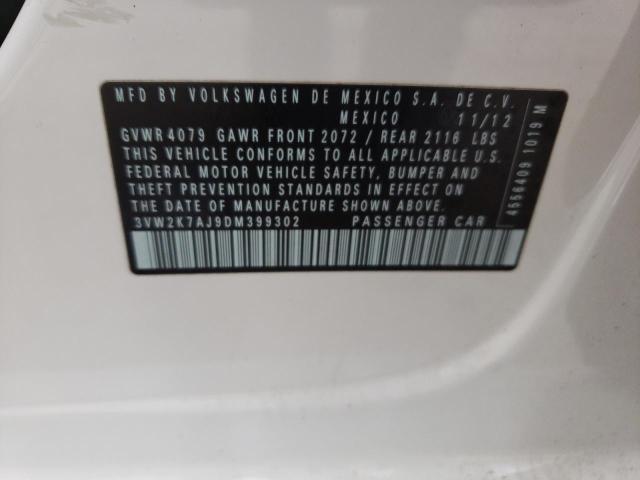 MFD BY VOLKSWAGEN DE MEXICO S.A. DE C.V.
MEXICO 11/12
GVWR 4079 GAWR FRONT 2072 / REAR 2116 LBS
THIS VEHICLE CONFORMS TO ALL APPLICABLE U.S.
FEDERAL MOTOR VEHICLE SAFETY, BUMPER AND
THEFT PREVENTION STANDARDS IN EFFECT ON
THE DATE OF MANUFACTURE SHOWN ABOVE.
3VW2K7AJ9DM399302 PASSENGER CAR
4556409 1019 M